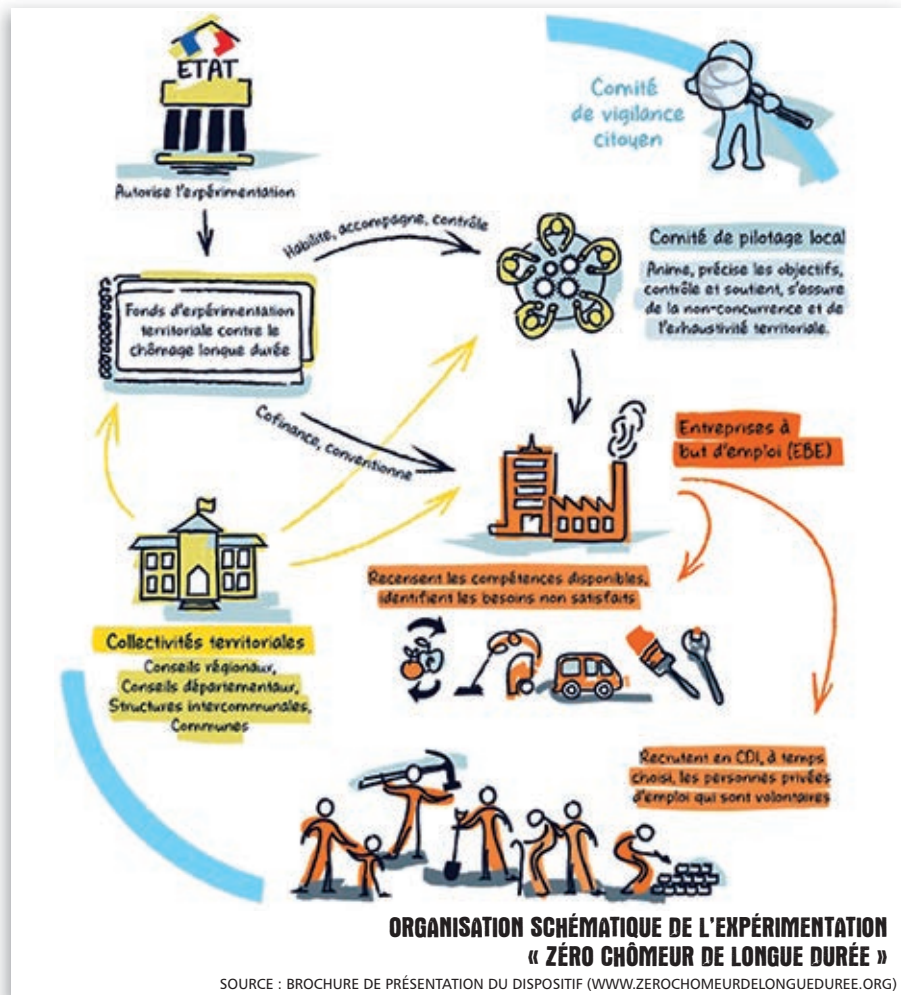 ETAT
Autorise l'expérimentation
Comité
de vigilance
citoyen
Habilite, accompagne, contrôle
Comité de pilotage local
Anime, précise les objectifs,
contrôle et soutient, s'assure
de la non-concurrence et de
l'exhaustivité territoriale.
Fonds d'expérimentation
territoriale contre le
chômage longue durée
Cofinance, conventionne
Entreprises à
but d'emploi (EBE)
Recensent les compétences disponibles,
identifient les besoins non satisfaits
Collectivités territoriales
Conseils régionaux,
Conseils départementaux,
Structures intercommunales,
Communes
Recrutent en CDI, à temps
choisi, les personnes privées
d'emploi qui sont volontaires
ORGANISATION SCHÉMATIQUE DE L'EXPÉRIMENTATION
« ZÉRO CHÔMEUR DE LONGUE DURÉE »
SOURCE : BROCHURE DE PRÉSENTATION DU DISPOSITIF (WWW.ZEROCHOMEURDELONGUEDUREE.ORG)